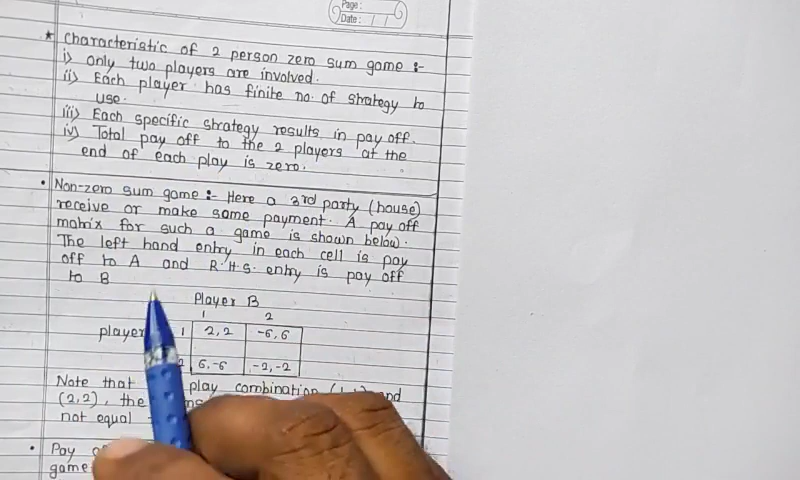 Page:
Date: / /
* Characteristic of 2 person zero sum game :-
i) only two players are involved.
ii) Each player has finite no. of strategy to
use.
iii) Each specific strategy results in pay off.
iv) Total pay off to the 2 players at the
end of each play is zero.
• Non-zero sum game :- Here a 3rd party (house)
receive or make some payment. A pay off
matrix for such a game is shown below.
The left hand entry in each cell is pay
off to A and R.H.S. entry is pay off
to B
Player B
1 2
player 1 2, 2 -6, 6
2 6, -6 -2, -2
Note that play combination and
(2,2), the
not equal
• Pay
game